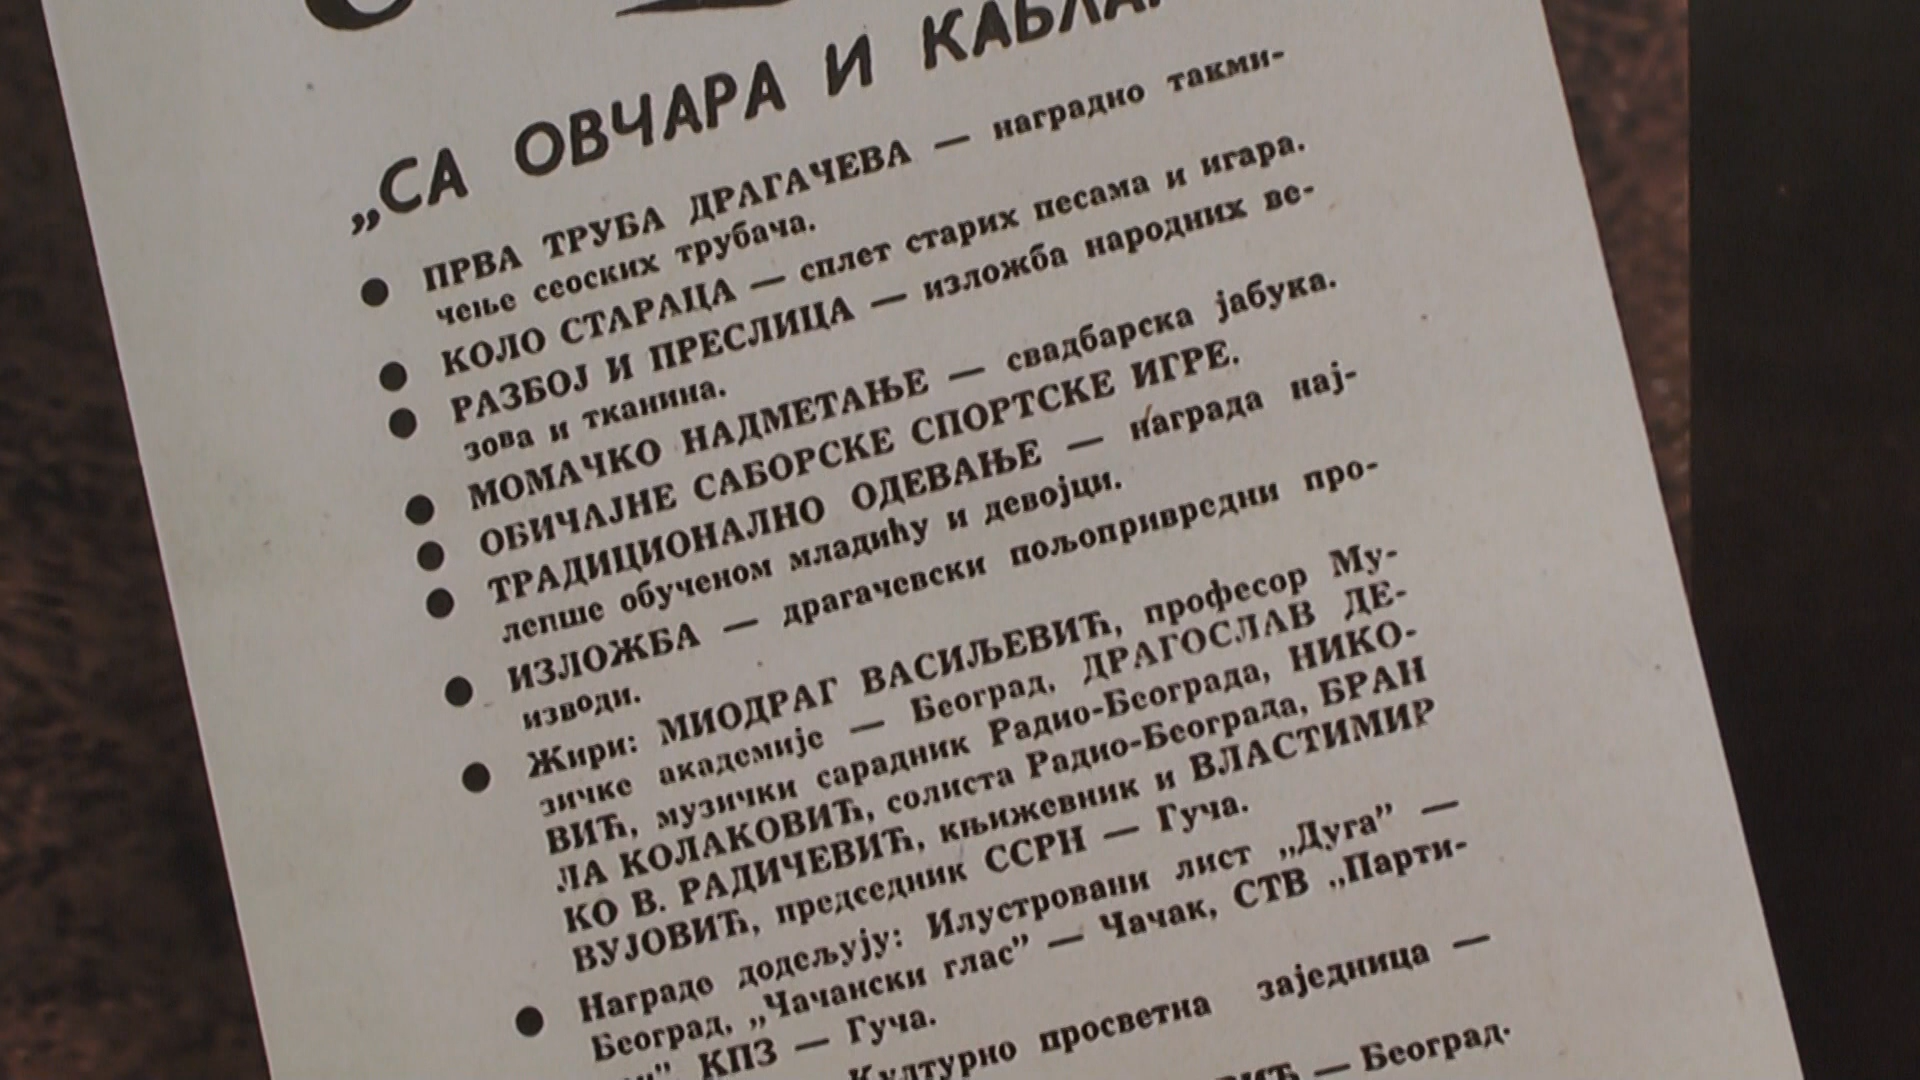 „СА ОВЧАРА И
ПРВА ТРУБА ДРАГАЧЕВА — наградно такми-
чење сеоских трубача.
КОЛО СТАРАЦА — сплет старих песама и игара.
РАЗБОЈ И ПРЕСЛИЦА — изложба народних ве-
зова и тканина.
МОМАЧКО НАДМЕТАЊЕ — свадбарска јабука.
ОБИЧАЈНЕ САБОРСКЕ СПОРТСКЕ ИГРЕ.
ТРАДИЦИОНАЛНО ОДЕВАЊЕ — награда нај-
лепше обученом младићу и девојци.
ИЗЛОЖБА — драгачевски пољопривредни про-
изводи.
Жири: МИОДРАГ ВАСИЉЕВИЋ, професор Му-
зичке академије — Београд, ДРАГОСЛАВ ДЕ-
ВИЋ, музички сарадник Радио-Београда, НИКО-
ЛА КОЛАКОВИЋ, солиста Радио-Београда, БРАН
КО В. РАДИЧЕВИЋ, књижевник и ВЛАСТИМИР
ВУЈОВИЋ, председник ССРН — Гуча.
Награде додељују: Илустровани лист „Дуга” —
Београд, „Чачански глас” — Чачак, СТВ „Парти-
КПЗ — Гуча.
Културно просветна заједница —
— Београд.